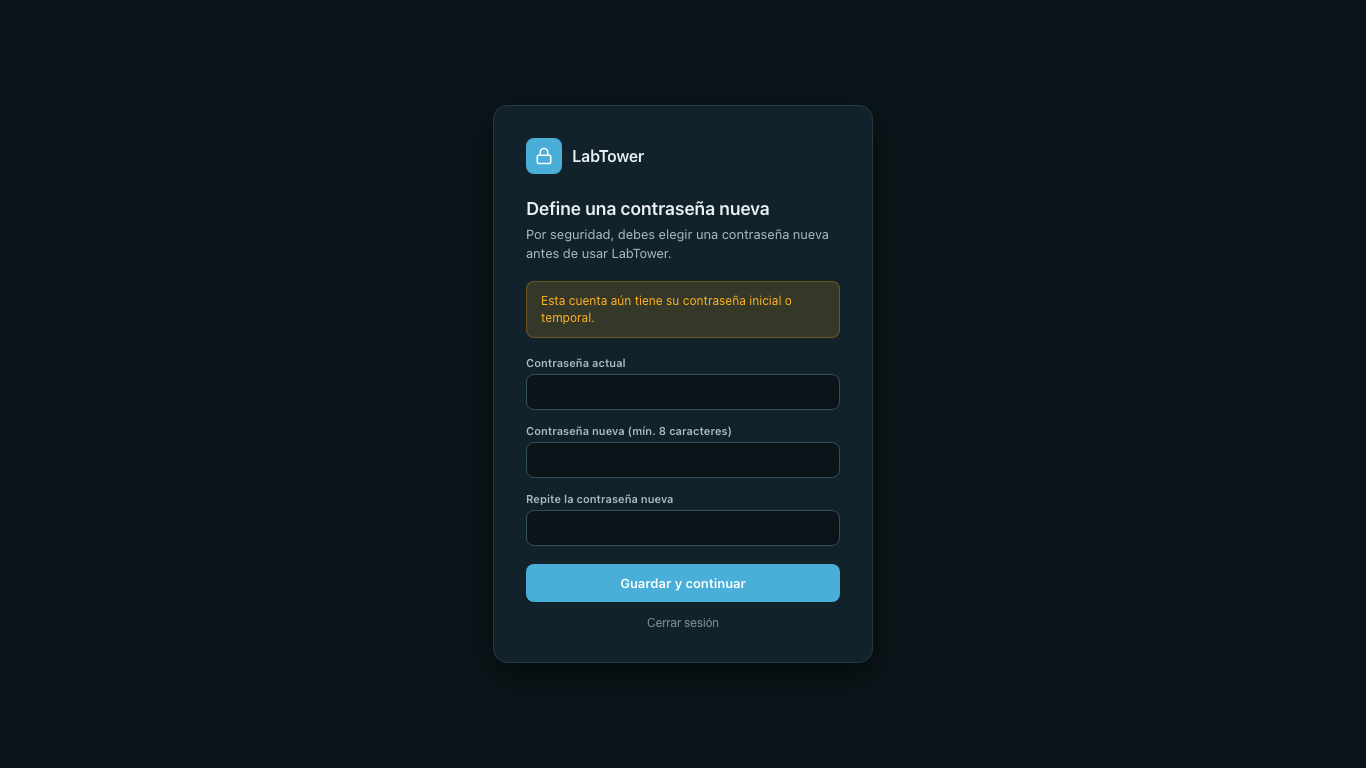 LabTower
Define una contraseña nueva
Por seguridad, debes elegir una contraseña nueva
antes de usar LabTower.
Esta cuenta aún tiene su contraseña inicial o
temporal.
Contraseña actual
Contraseña nueva (mín. 8 caracteres)
Repite la contraseña nueva
Guardar y continuar
Cerrar sesión